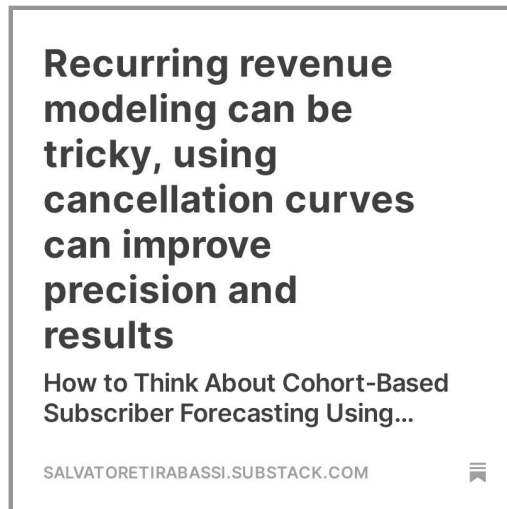 Recurring revenue
modeling can be
tricky, using
cancellation curves
can improve
precision and
results
How to Think About Cohort-Based
Subscriber Forecasting Using...
SALVATORETIRABASSI.SUBSTACK.COM